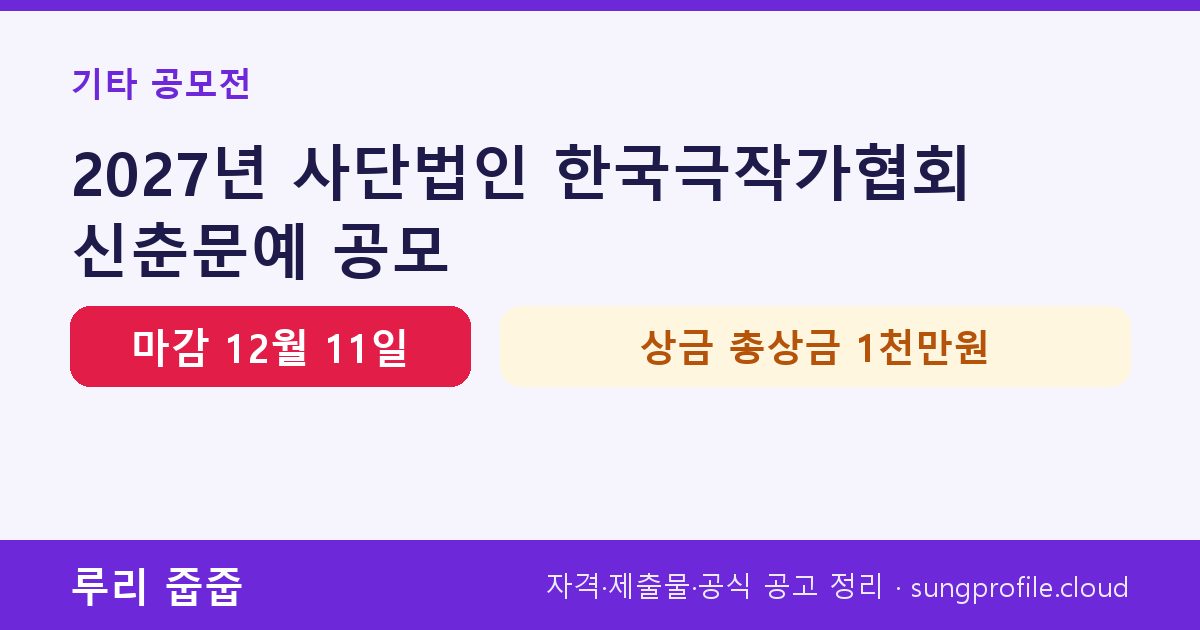 기타 공모전
2027년 사단법인 한국극작가협회
신춘문예 공모
마감 12월 11일
상금 총상금 1천만원
루리 줍줍
자격·제출물·공식 공고 정리 · sungprofile.cloud